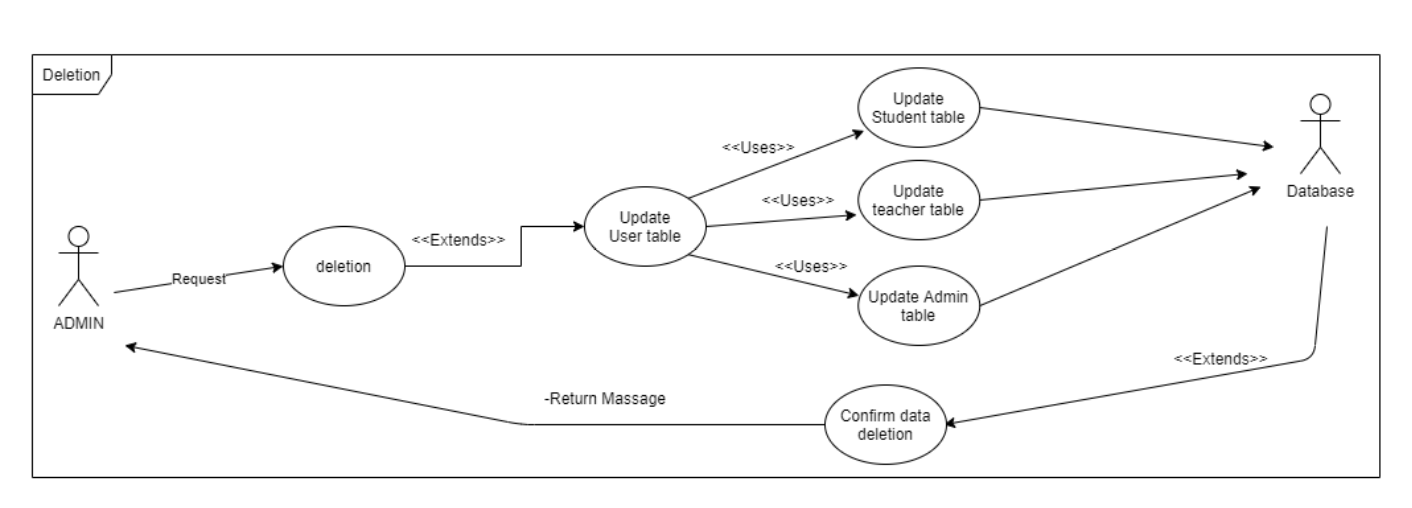 Deletion
Update
Student table
<<Uses>>
Update
teacher table
<<Uses>>
Database
Update
User table
<<Extends>>
deletion
<<Uses>>
Request
Update Admin
table
ADMIN
<<Extends>>
-Return Massage
Confirm data
deletion